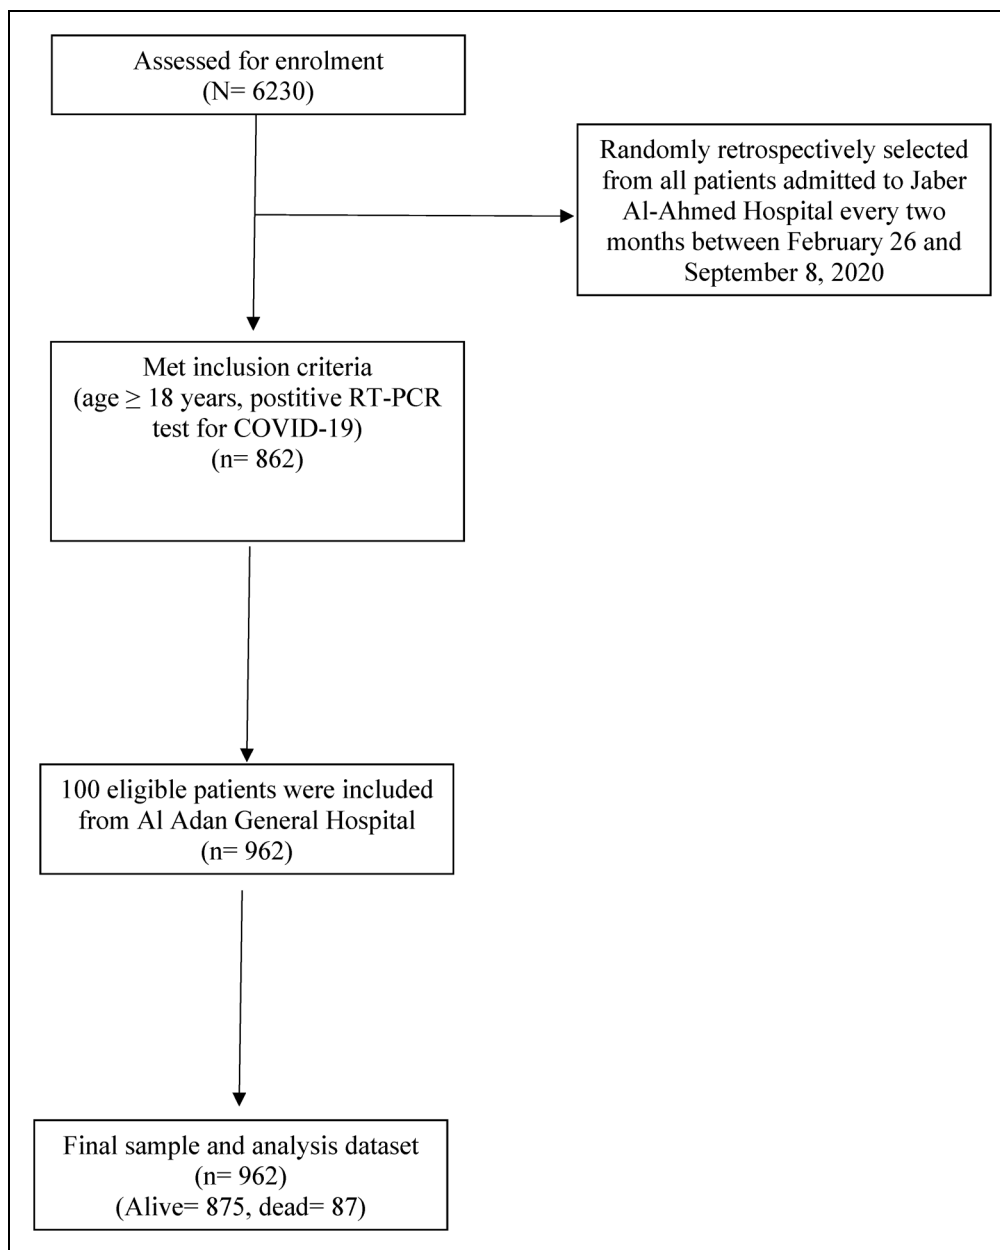 Assessed for enrolment
(N= 6230)
Randomly retrospectively selected
from all patients admitted to Jaber
Al-Ahmed Hospital every two
months between February 26 and
September 8, 2020
Met inclusion criteria
(age ≥ 18 years, postitive RT-PCR
test for COVID-19)
(n= 862)
100 eligible patients were included
from Al Adan General Hospital
(n= 962)
Final sample and analysis dataset
(n= 962)
(Alive= 875, dead= 87)